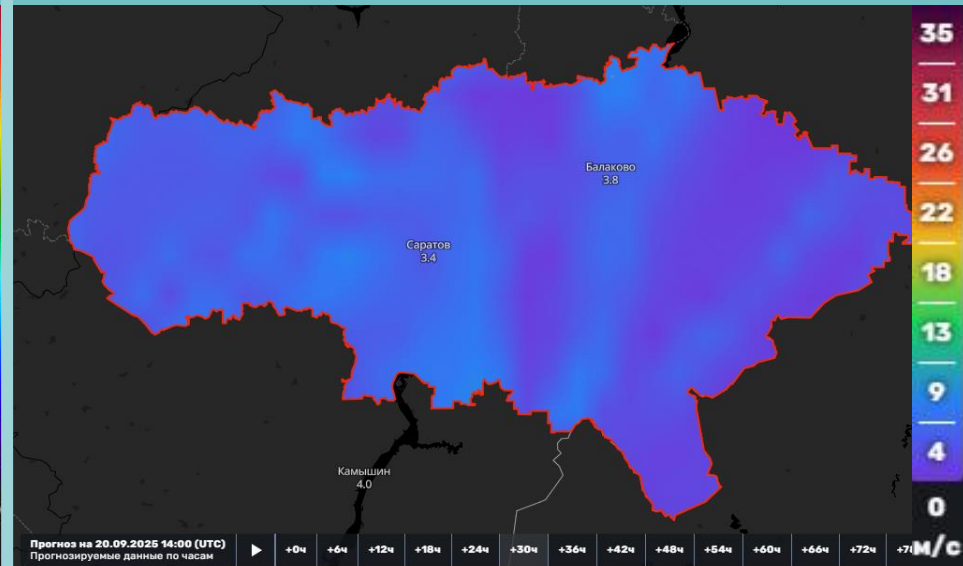 35
31
26
22
18
13
9
4
0
м/с
Балаково
3.8
Саратов
3.4
Камышин
4.0
Прогноз на 20.09.2025 14:00 (UTC)
Прогнозируемые данные по часам
+0ч +6ч +12ч +18ч +24ч +30ч +36ч +42ч +48ч +54ч +60ч +66ч +72ч